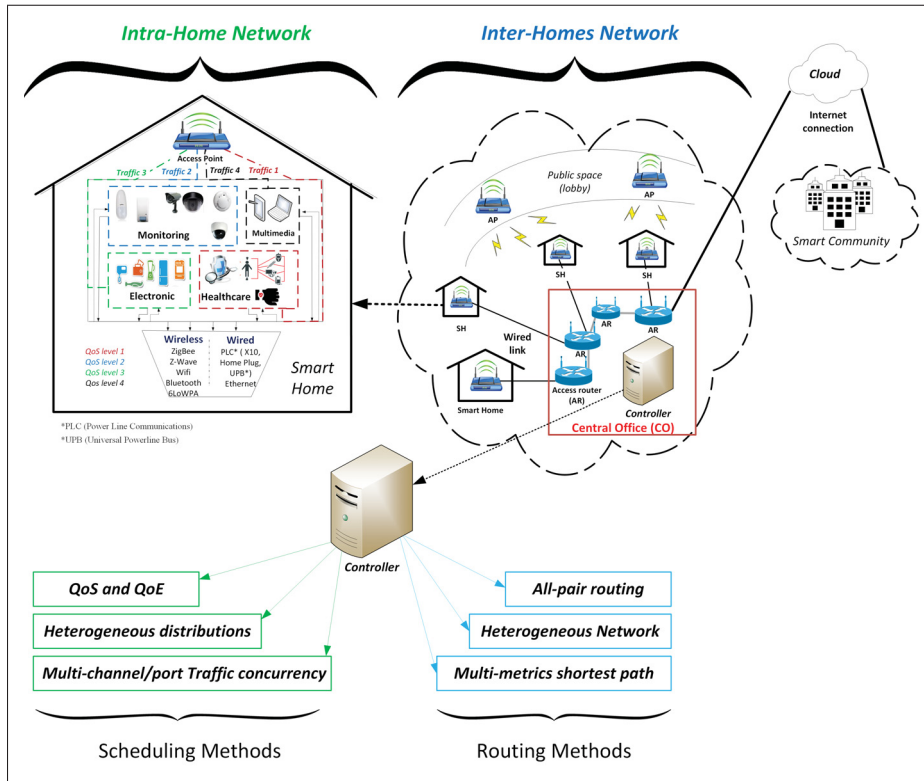 Intra-Home Network
Inter-Homes Network
Cloud
Internet
connection
Smart Community
Access Point
Traffic 3
Traffic 2
Traffic 4
Traffic 1
Monitoring
Multimedia
Electronic
Healthcare
QoS level 1
QoS level 2
QoS level 3
Qos level 4
Wireless
ZigBee
Z-Wave
Wifi
Bluetooth
6LoWPA
Wired
PLC* ( X10,
Home Plug,
UPB*)
Ethernet
Smart
Home
*PLC (Power Line Communications)
*UPB (Universal Powerline Bus)
Public space
(lobby)
AP
AP
SH
SH
SH
AR
AR
AR
Wired
link
Smart Home
Access router
(AR)
Controller
Central Office (CO)
Controller
QoS and QoE
Heterogeneous distributions
Multi-channel/port Traffic concurrency
All-pair routing
Heterogeneous Network
Multi-metrics shortest path
Scheduling Methods
Routing Methods